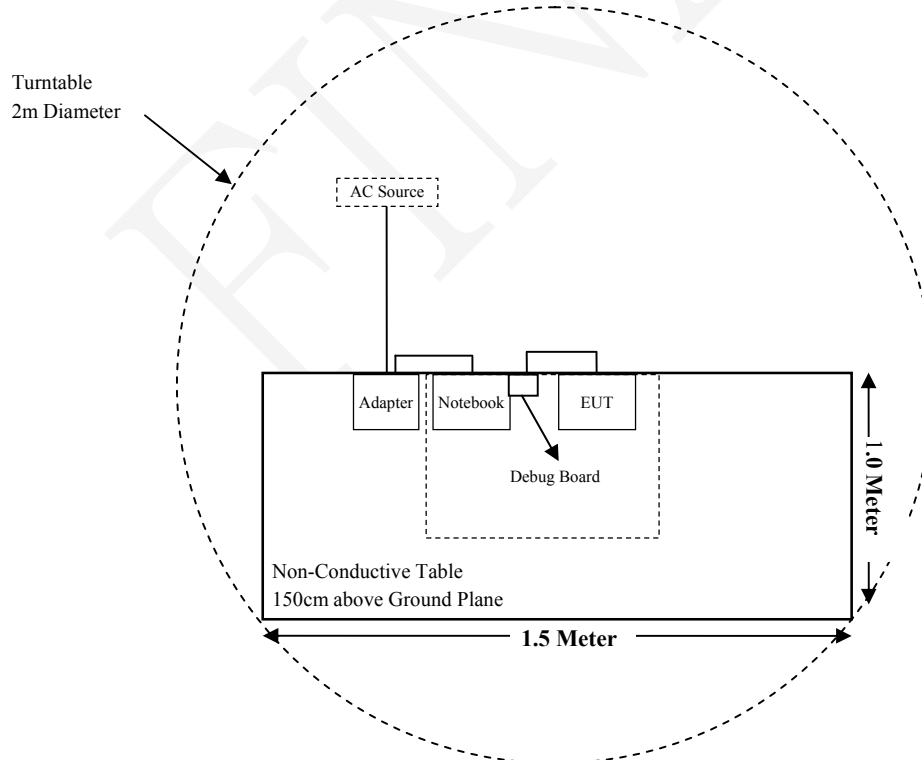 Turntable
2m Diameter
AC Source
Adapter
Notebook
EUT
Debug Board
1.0 Meter
Non-Conductive Table
150cm above Ground Plane
1.5 Meter